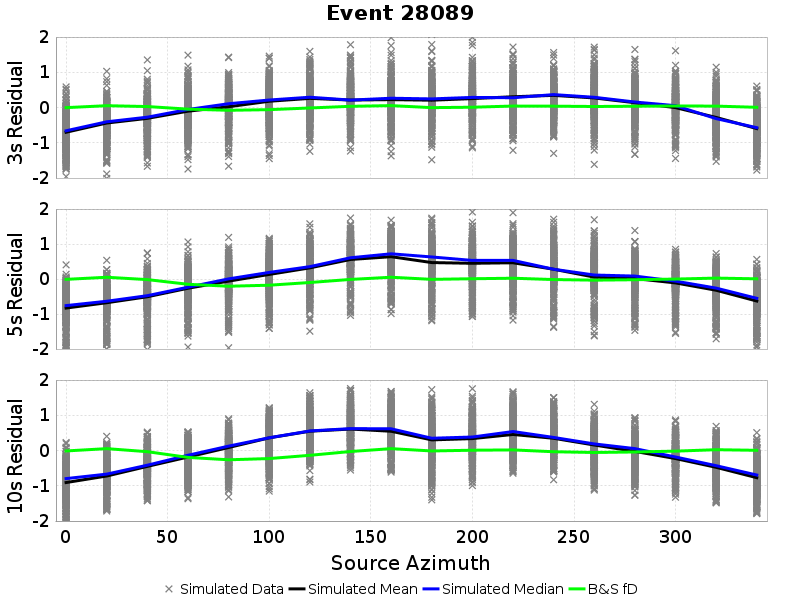 Event 28089
3s Residual
2
1
0
-1
-2
5s Residual
2
1
0
-1
-2
10s Residual
2
1
0
-1
-2
0 50 100 150 200 250 300
Source Azimuth
Simulated Data Simulated Mean Simulated Median B&S fD